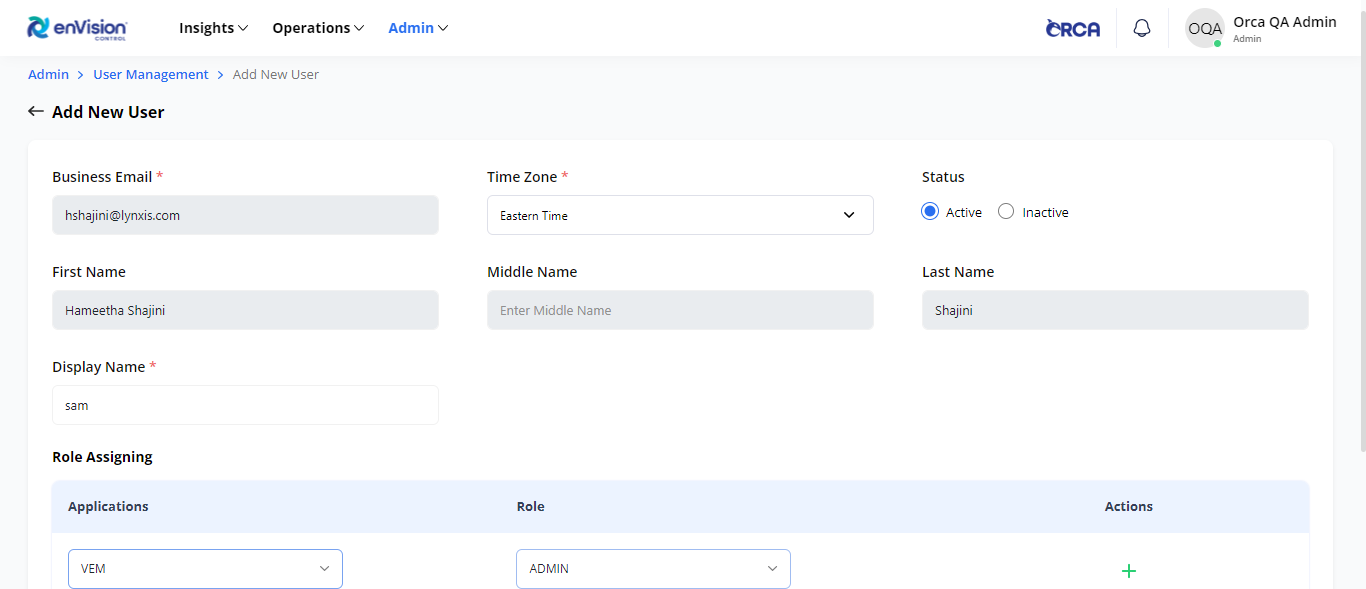 enVision
CONTROL
Insights Operations Admin
ORCA
OQA
Orca QA Admin
Admin
Admin > User Management > Add New User
← Add New User
Business Email *
Time Zone *
Status
hshajini@lynxis.com
Eastern Time
Active
Inactive
First Name
Middle Name
Last Name
Hameetha Shajini
Enter Middle Name
Shajini
Display Name *
sam
Role Assigning
Applications
Role
Actions
VEM
ADMIN
+